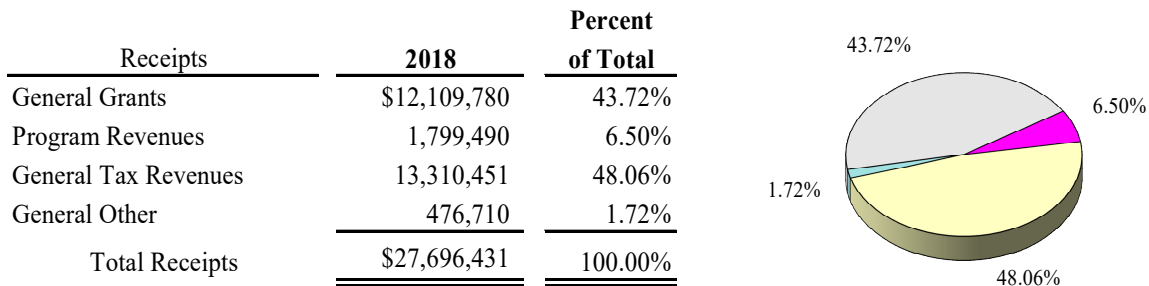 Percent
Receipts 2018 of Total
General Grants $12,109,780 43.72%
Program Revenues 1,799,490 6.50%
General Tax Revenues 13,310,451 48.06%
General Other 476,710 1.72%
Total Receipts $27,696,431 100.00%
43.72%
6.50%
1.72%
48.06%